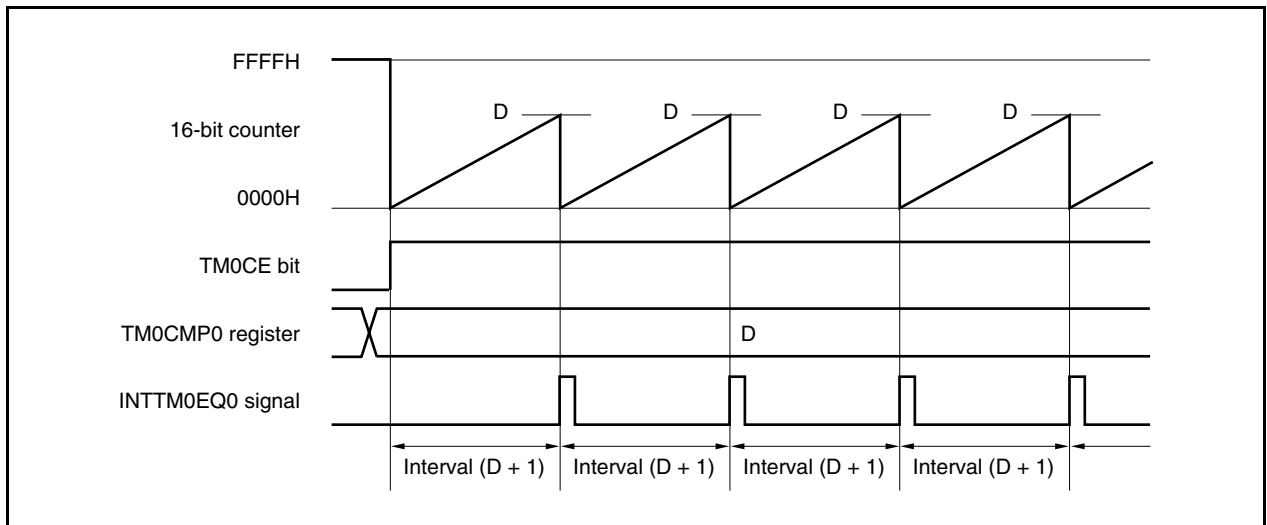 FFFFH
D D D D
16-bit counter
0000H
TM0CE bit
TM0CMP0 register D
INTTM0EQ0 signal
Interval (D + 1) Interval (D + 1) Interval (D + 1) Interval (D + 1)